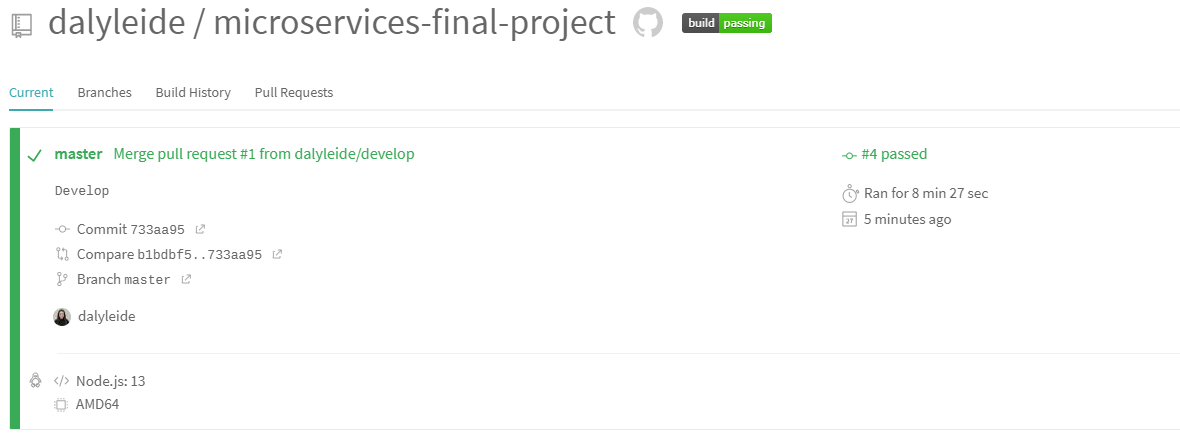 dalyleide / microservices-final-project build passing
Current Branches Build History Pull Requests
master Merge pull request #1 from dalyleide/develop
#4 passed
Develop
Ran for 8 min 27 sec
27 5 minutes ago
Commit 733aa95
Compare b1bdbf5..733aa95
Branch master
dalyleide
</> Node.js: 13
AMD64